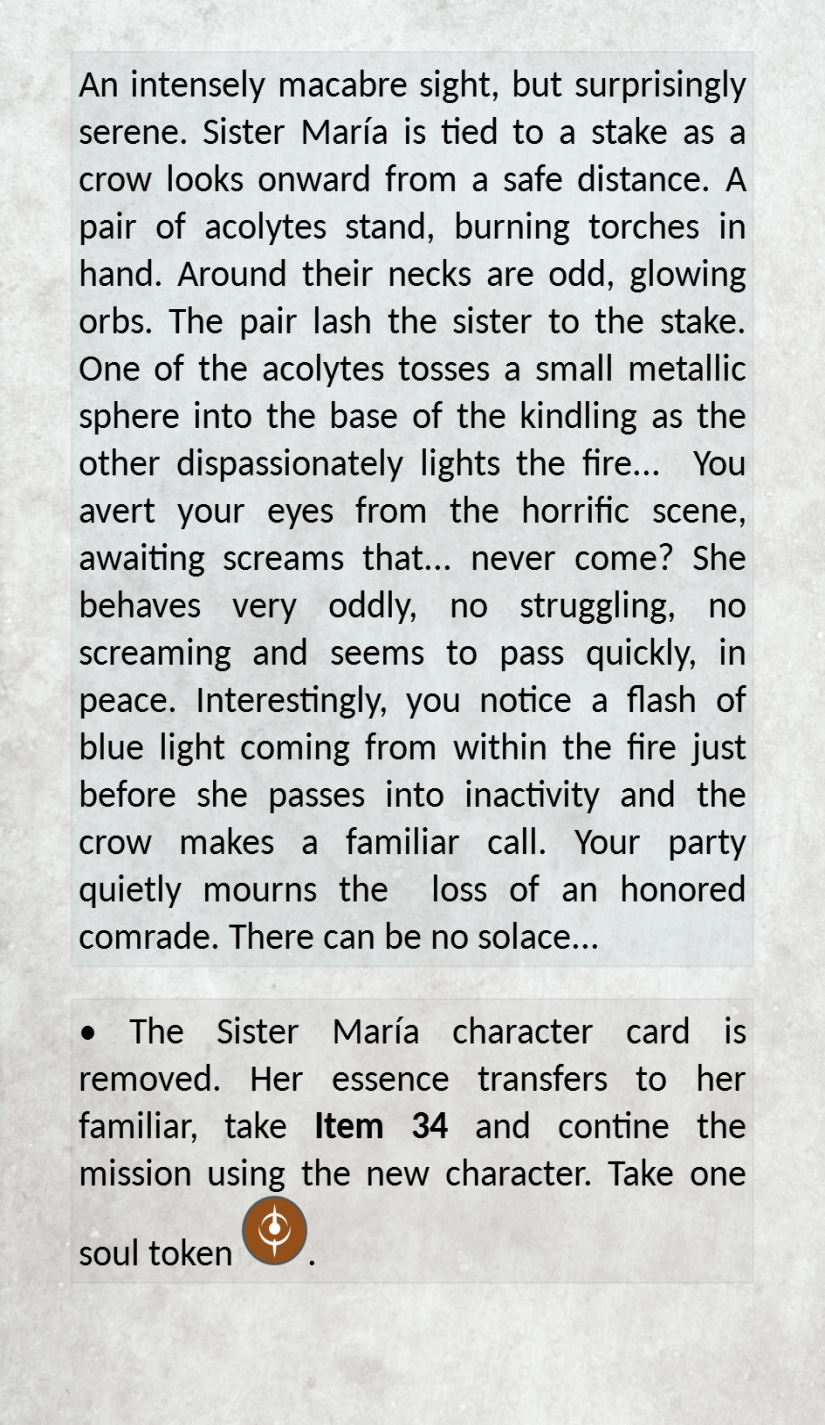 An intensely macabre sight, but surprisingly
serene. Sister María is tied to a stake as a
crow looks onward from a safe distance. A
pair of acolytes stand, burning torches in
hand. Around their necks are odd, glowing
orbs. The pair lash the sister to the stake.
One of the acolytes tosses a small metallic
sphere into the base of the kindling as the
other dispassionately lights the fire... You
avert your eyes from the horrific scene,
awaiting screams that... never come? She
behaves very oddly, no struggling, no
screaming and seems to pass quickly, in
peace. Interestingly, you notice a flash of
blue light coming from within the fire just
before she passes into inactivity and the
crow makes a familiar call. Your party
quietly mourns the loss of an honored
comrade. There can be no solace...
• The Sister María character card is
removed. Her essence transfers to her
familiar, take Item 34 and contine the
mission using the new character. Take one
soul token .